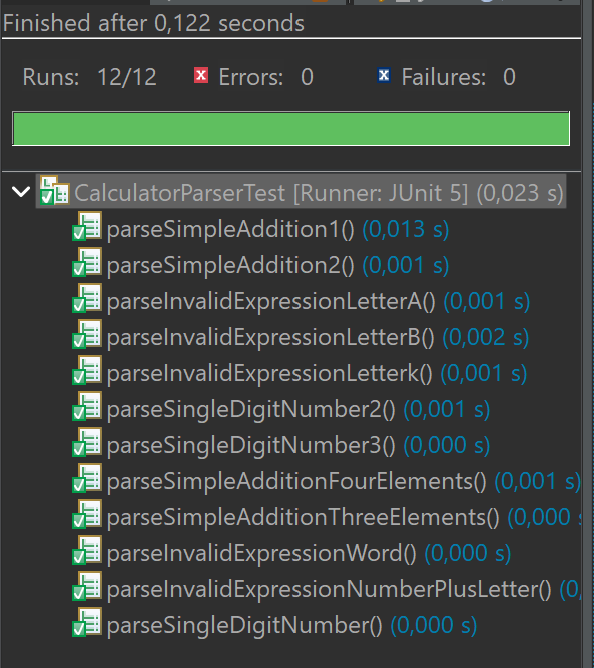 Finished after 0,122 seconds
Runs: 12/12 Errors: 0 Failures: 0
CalculatorParserTest [Runner: JUnit 5] (0,023 s)
parseSimpleAddition1() (0,013 s)
parseSimpleAddition2() (0,001 s)
parseInvalidExpressionLetterA() (0,001 s)
parseInvalidExpressionLetterB() (0,002 s)
parseInvalidExpressionLetterk() (0,001 s)
parseSingleDigitNumber2() (0,001 s)
parseSingleDigitNumber3() (0,000 s)
parseSimpleAdditionFourElements() (0,001 s)
parseSimpleAdditionThreeElements() (0,000 s
parseInvalidExpressionWord() (0,000 s)
parseInvalidExpressionNumberPlusLetter() (0,
parseSingleDigitNumber() (0,000 s)